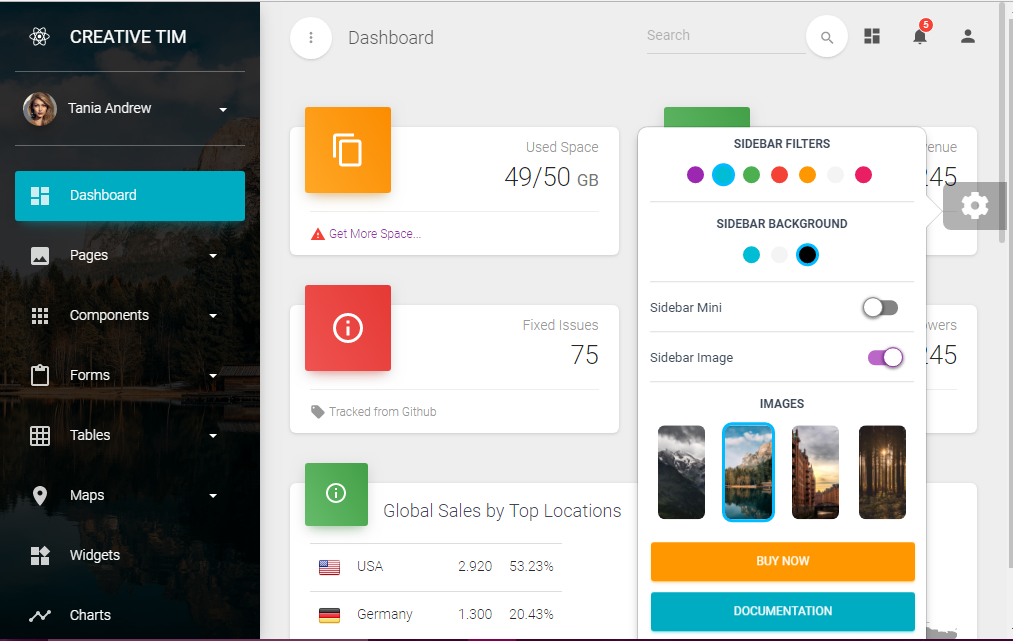 CREATIVE TIM
Tania Andrew
Dashboard
Pages
Components
Forms
Tables
Maps
Widgets
Charts
Dashboard
Search
5
Used Space
49/50 GB
Get More Space...
Fixed Issues
75
Tracked from Github
Global Sales by Top Locations
USA 2.920 53.23%
Germany 1.300 20.43%
venue
245
owers
245
SIDEBAR FILTERS
SIDEBAR BACKGROUND
Sidebar Mini
Sidebar Image
IMAGES
BUY NOW
DOCUMENTATION